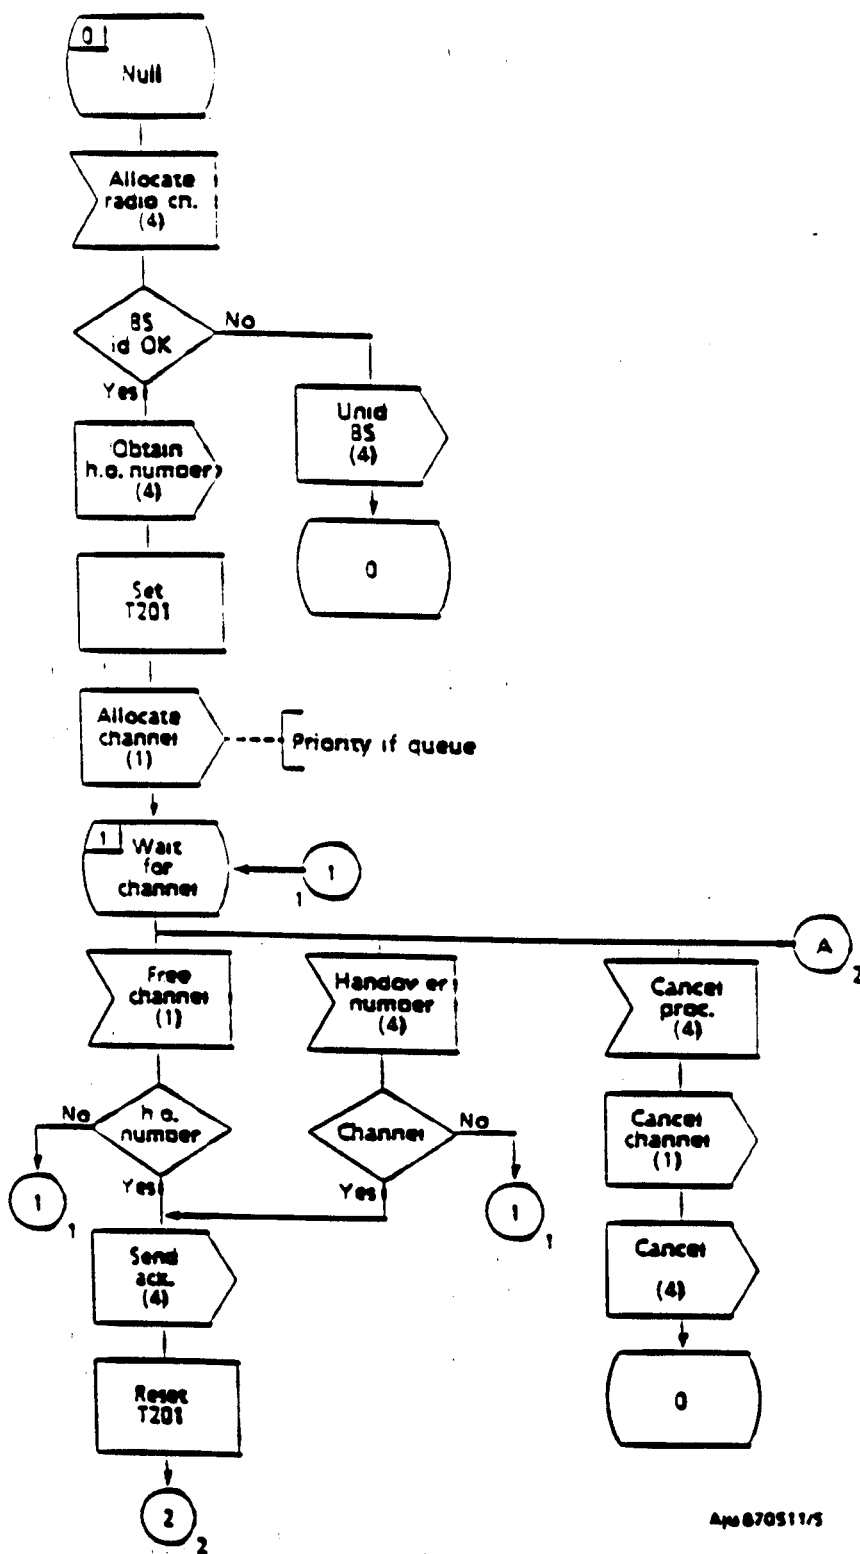 0
Null
Allocate
radio ch.
(4)
BS
id OK
No
Yes
Unid
BS
(4)
Obtain
h.o. number
(4)
0
Set
T201
Allocate
channel
(1)
Priority if queue
1
Wait
for
channel
1
1
A
2
Free
channel
(1)
Handover
number
(4)
Cancel
proc.
(4)
No
h.o.
number
Yes
Channel
No
Yes
Cancel
channel
(1)
1
1
1
1
Send
ack.
(4)
Cancel
(4)
Reset
T201
0
2
2